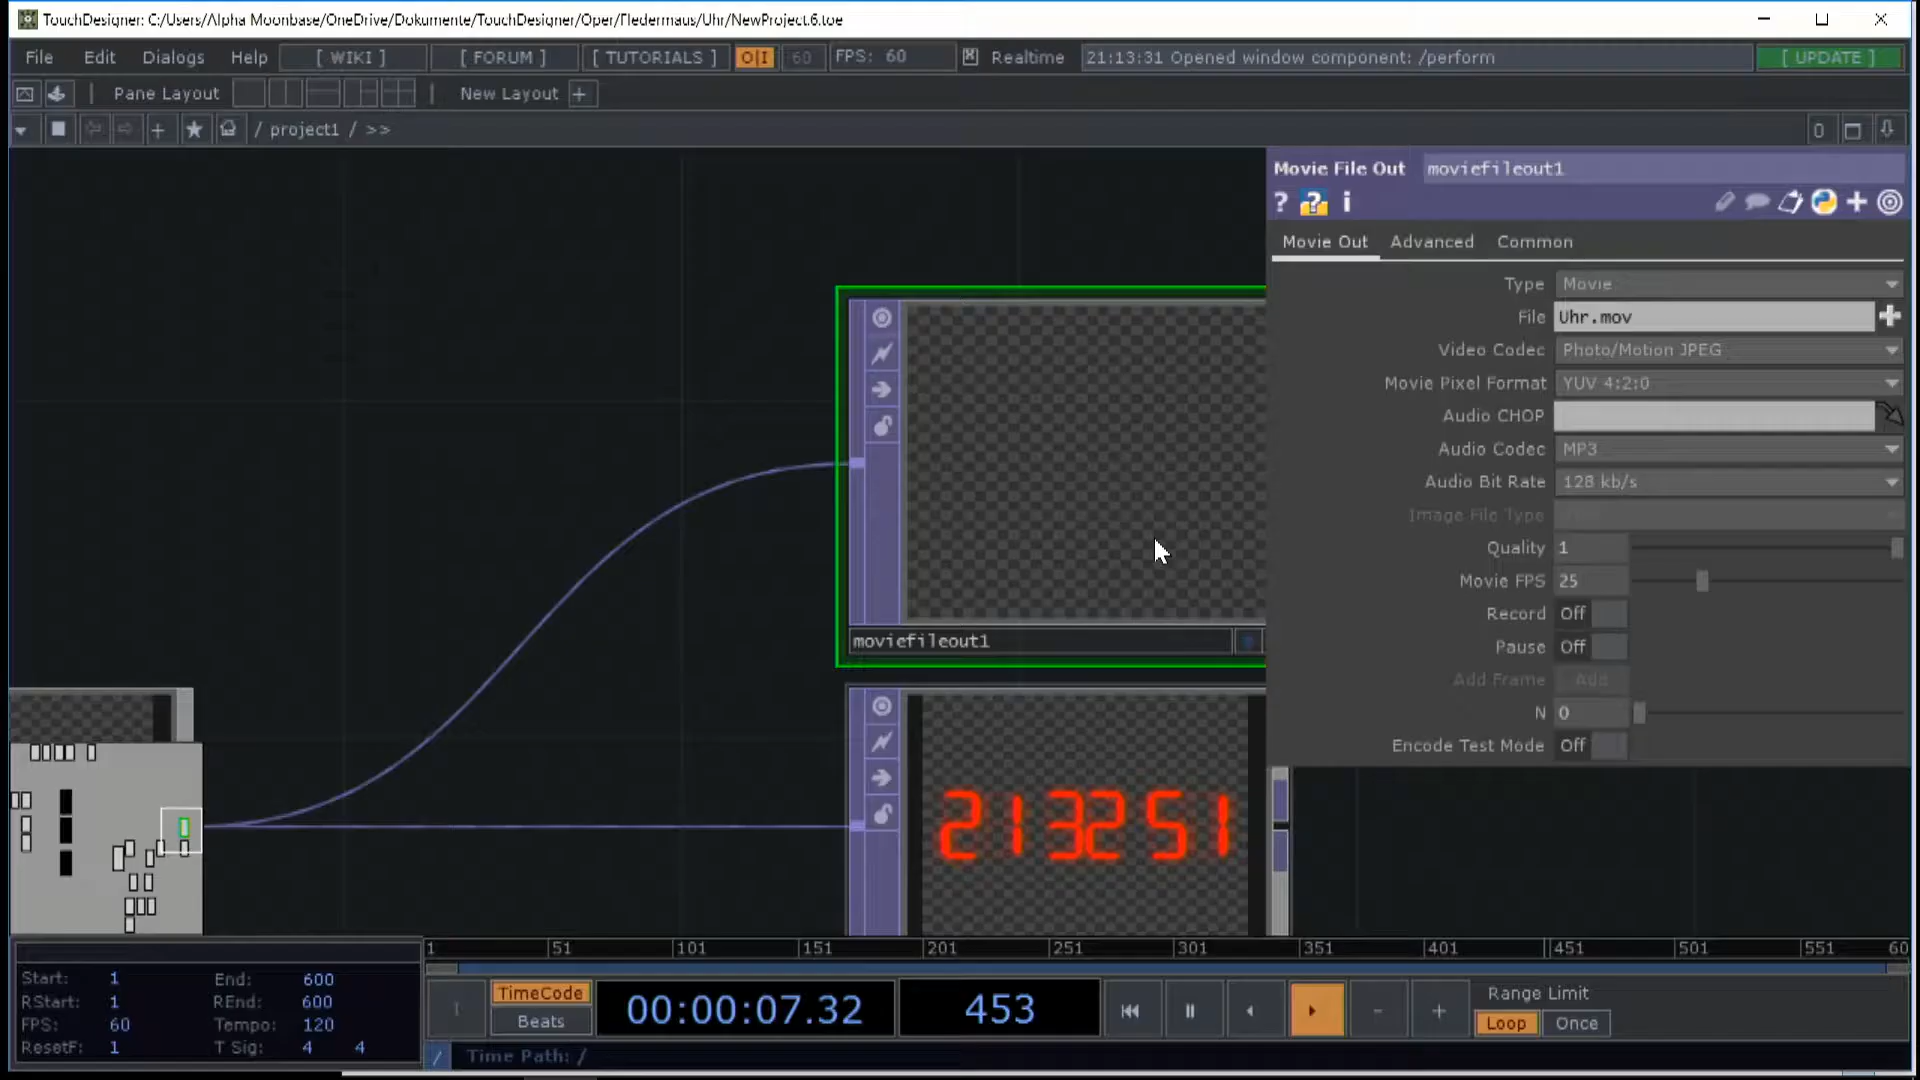 TouchDesigner: C:/Users/Alpha Moonbase/OneDrive/Dokumente/TouchDesigner/Oper/Fledermaus/Uhr/NewProject.6.toe
File Edit Dialogs Help [ WIKI ] [ FORUM ] [ TUTORIALS ] O|I 60 FPS: 60 Realtime 21:13:31 Opened window component: /perform [ UPDATE ]
Pane Layout New Layout +
/ project1 / >> 0
Movie File Out moviefileout1
? ? i
Movie Out Advanced Common
Type Movie
File Uhr.mov
Video Codec Photo/Motion JPEG
Movie Pixel Format YUV 4:2:0
Audio CHOP
Audio Codec MP3
Audio Bit Rate 128 kb/s
Image File Type
Quality 1
Movie FPS 25
Record Off
Pause Off
Add Frame Add
N 0
Encode Test Mode Off
moviefileout1
213251
1 51 101 151 201 251 301 351 401 451 501 551 60
Start: 1 End: 600
RStart: 1 REnd: 600
FPS: 60 Tempo: 120
ResetF: 1 T Sig: 4 4
TimeCode
Beats
00:00:07.32 453
Range Limit
Loop Once
/ Time Path: /